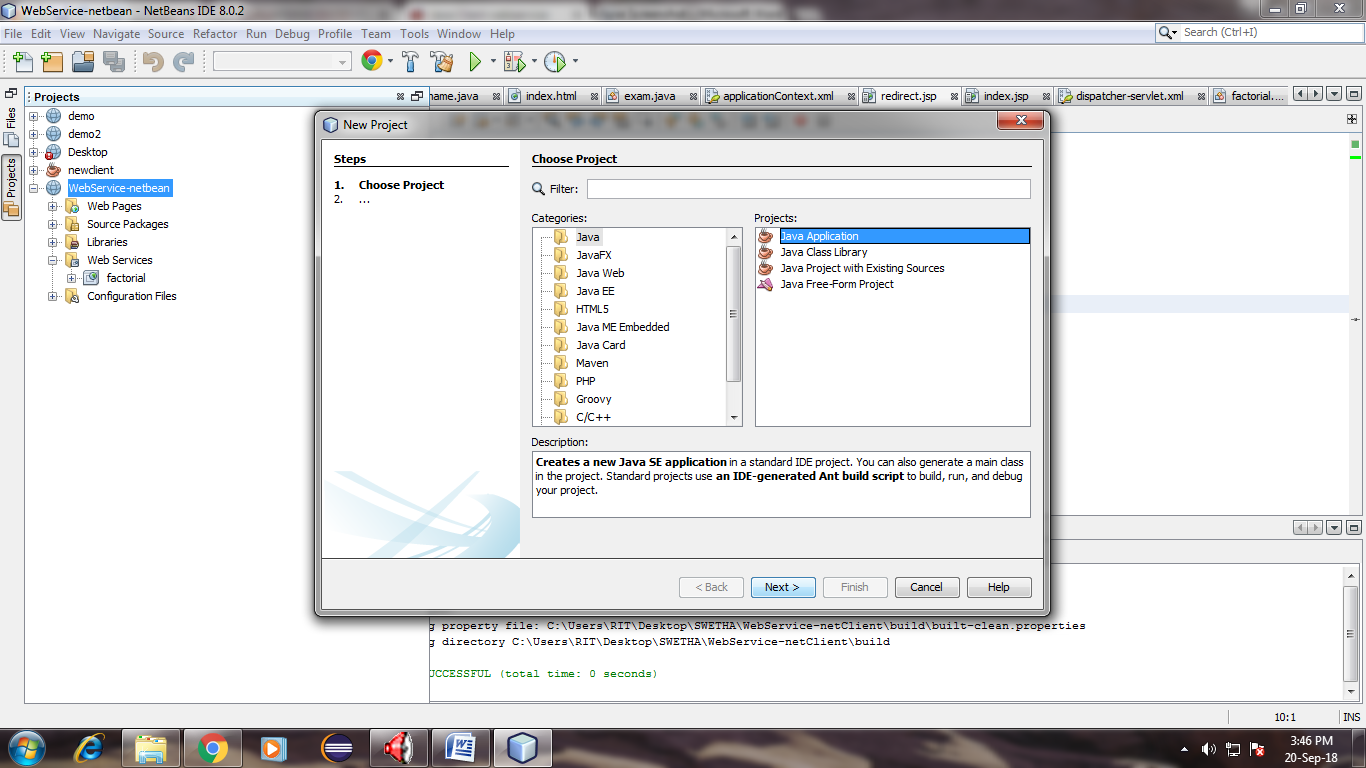 WebService-netbean - NetBeans IDE 8.0.2
File Edit View Navigate Source Refactor Run Debug Profile Team Tools Window Help
Search (Ctrl+I)
Files
Projects
Projects
name.java index.html exam.java applicationContext.xml redirect.jsp index.jsp dispatcher-servlet.xml factorial....
demo
demo2
Desktop
newclient
WebService-netbean
Web Pages
Source Packages
Libraries
Web Services
factorial
Configuration Files
New Project
Steps
1. Choose Project
2. ...
Choose Project
Filter:
Categories:
Java
JavaFX
Java Web
Java EE
HTML5
Java ME Embedded
Java Card
Maven
PHP
Groovy
C/C++
Projects:
Java Application
Java Class Library
Java Project with Existing Sources
Java Free-Form Project
Description:
Creates a new Java SE application in a standard IDE project. You can also generate a main class
in the project. Standard projects use an IDE-generated Ant build script to build, run, and debug
your project.
< Back Next > Finish Cancel Help
g property file: C:\Users\RIT\Desktop\SWETHA\WebService-netClient\build\built-clean.properties
g directory C:\Users\RIT\Desktop\SWETHA\WebService-netClient\build
UCCESSFUL (total time: 0 seconds)
10:1 INS
3:46 PM
20-Sep-18